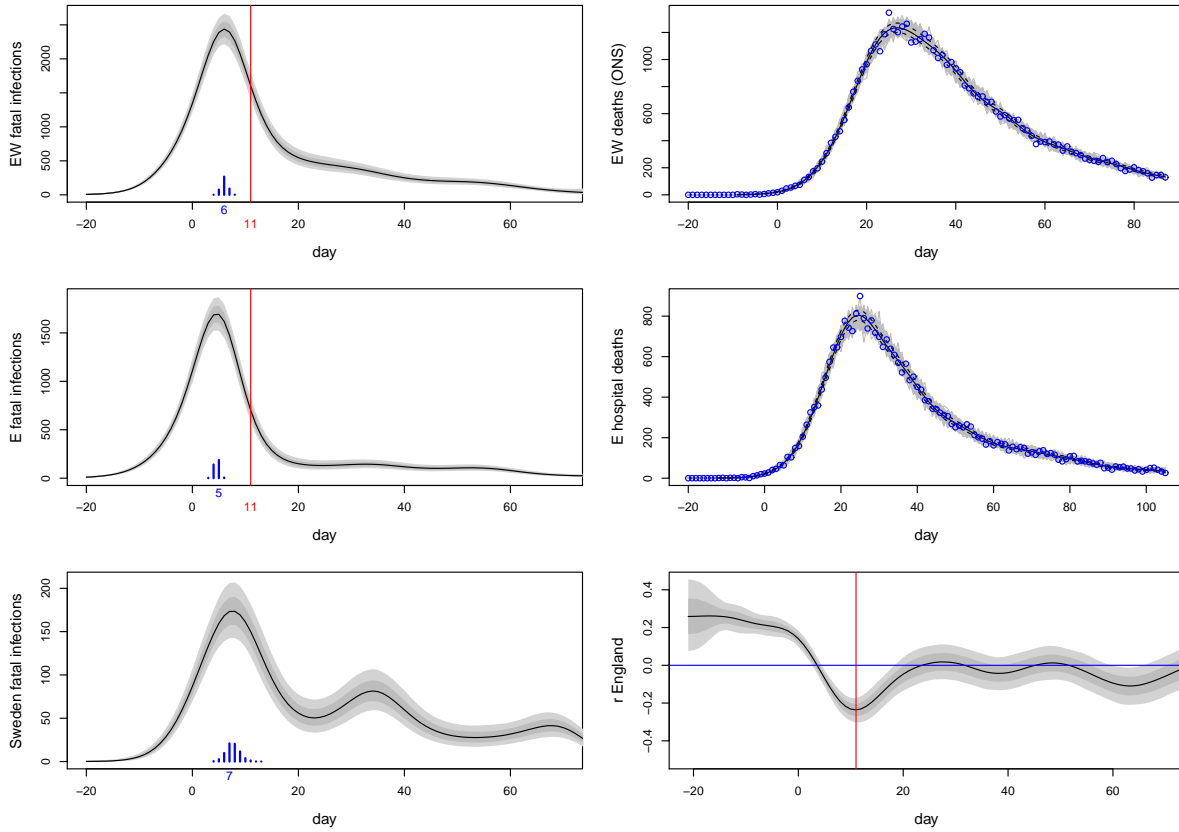 EW fatal infections
0 500 1000 1500 2000
−20 0 20 40 60
6
11
day
EW deaths (ONS)
0 200 600 1000
−20 0 20 40 60 80
day
E fatal infections
0 500 1000 1500
−20 0 20 40 60
5
11
day
E hospital deaths
0 200 400 600 800
−20 0 20 40 60 80 100
day
Sweden fatal infections
0 50 100 150 200
−20 0 20 40 60
7
day
r England
−0.4 −0.2 0.0 0.2 0.4
−20 0 20 40 60
day